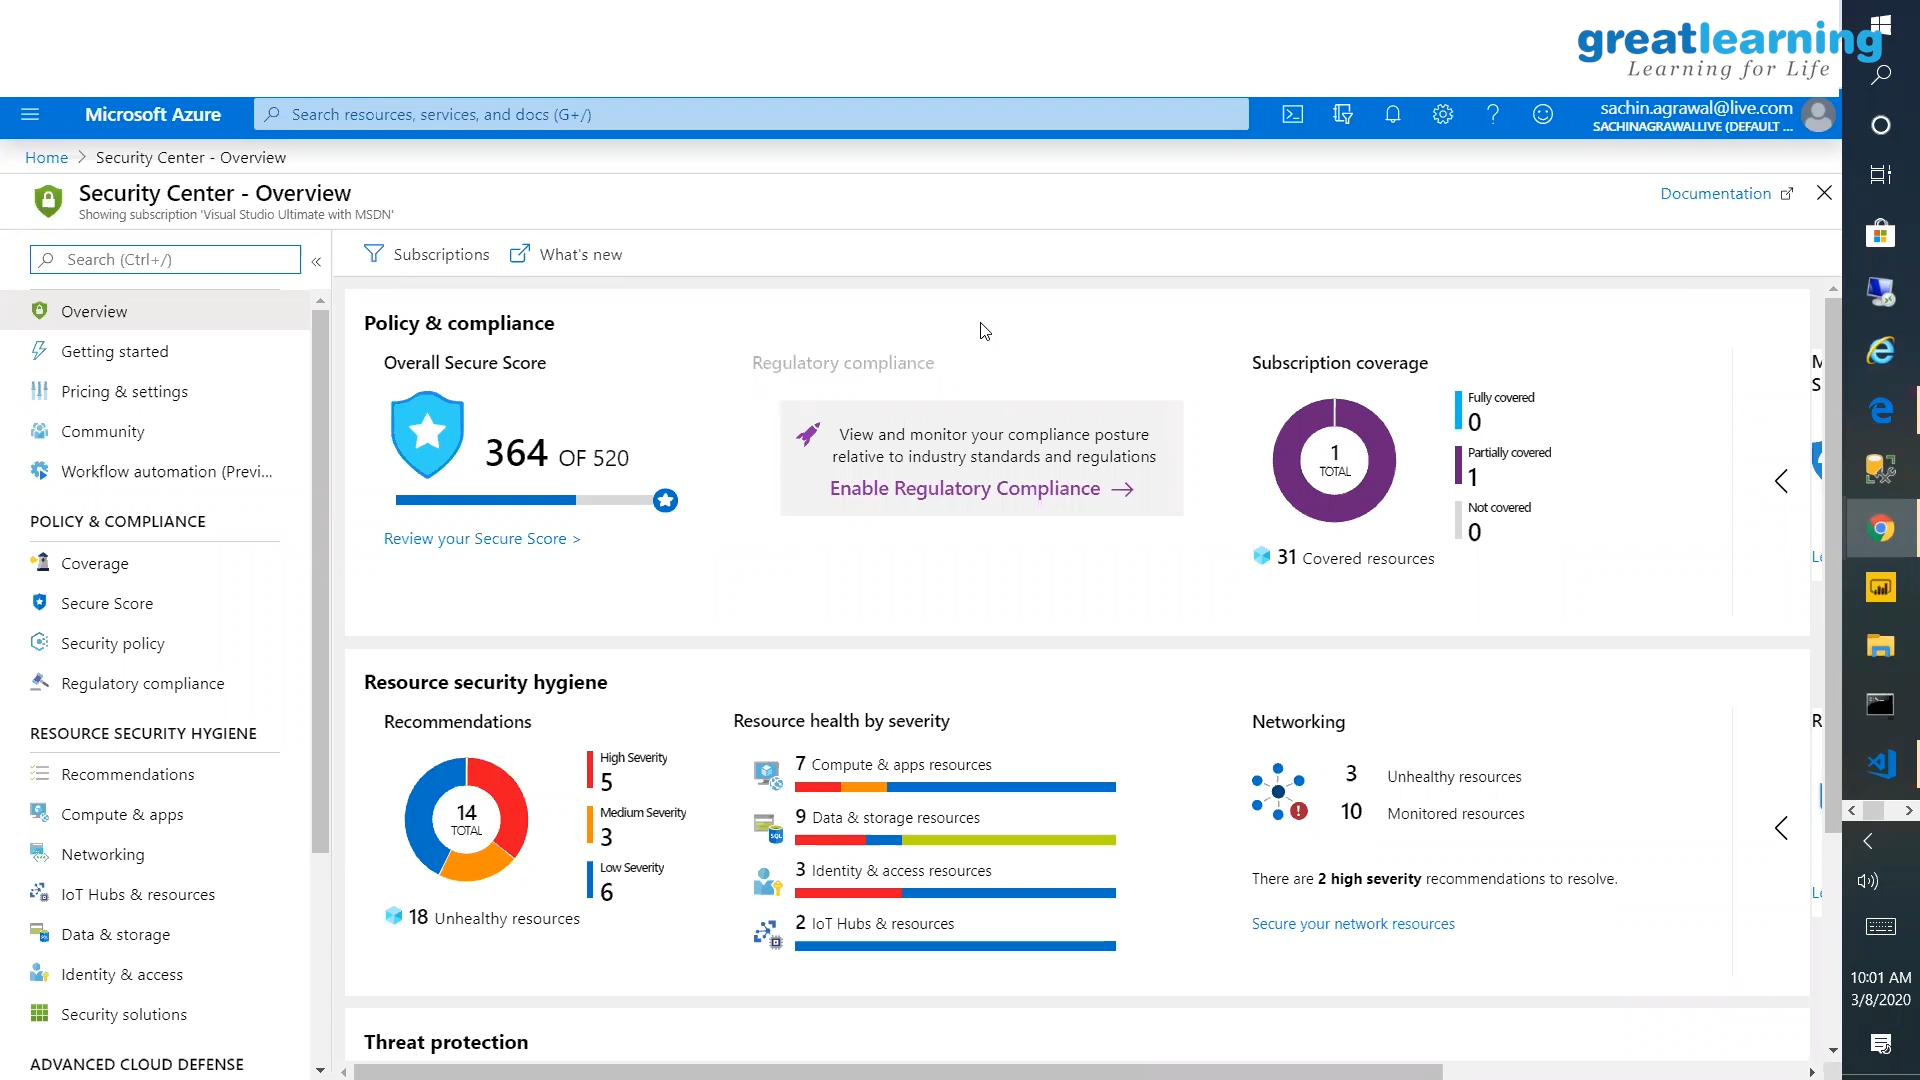 greatlearning
Learning for Life
Microsoft Azure
Search resources, services, and docs (G+/)
sachin.agrawal@live.com
SACHINAGRAWALLIVE (DEFAULT ...
Home > Security Center - Overview
Security Center - Overview
Showing subscription 'Visual Studio Ultimate with MSDN'
Documentation
Search (Ctrl+/)
«
Subscriptions
What's new
Overview
Getting started
Pricing & settings
Community
Workflow automation (Previ...
POLICY & COMPLIANCE
Coverage
Secure Score
Security policy
Regulatory compliance
RESOURCE SECURITY HYGIENE
Recommendations
Compute & apps
Networking
IoT Hubs & resources
Data & storage
Identity & access
Security solutions
ADVANCED CLOUD DEFENSE
Policy & compliance
Overall Secure Score
364 OF 520
Review your Secure Score >
Regulatory compliance
View and monitor your compliance posture
relative to industry standards and regulations
Enable Regulatory Compliance →
Subscription coverage
1
TOTAL
Fully covered
0
Partially covered
1
Not covered
0
31 Covered resources
M
S
Le
Resource security hygiene
Recommendations
14
TOTAL
High Severity
5
Medium Severity
3
Low Severity
6
18 Unhealthy resources
Resource health by severity
7 Compute & apps resources
9 Data & storage resources
SQL
3 Identity & access resources
2 IoT Hubs & resources
Networking
3 Unhealthy resources
10 Monitored resources
There are 2 high severity recommendations to resolve.
Secure your network resources
R
Le
Threat protection
10:01 AM
3/8/2020